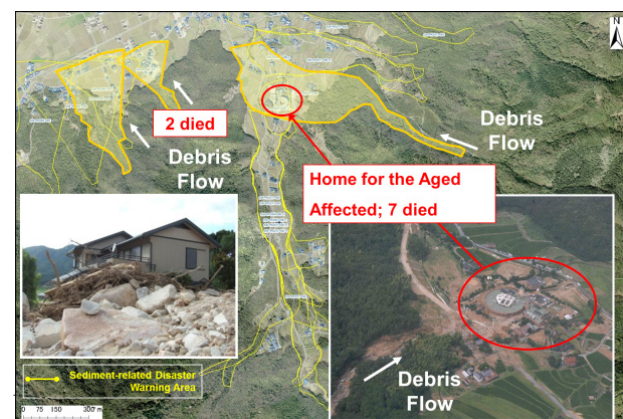 N
2 died
Debris
Flow
Debris
Flow
Home for the Aged
Affected; 7 died
Debris
Flow
Sediment-related Disaster
Warning Area
0 75 150 300 m